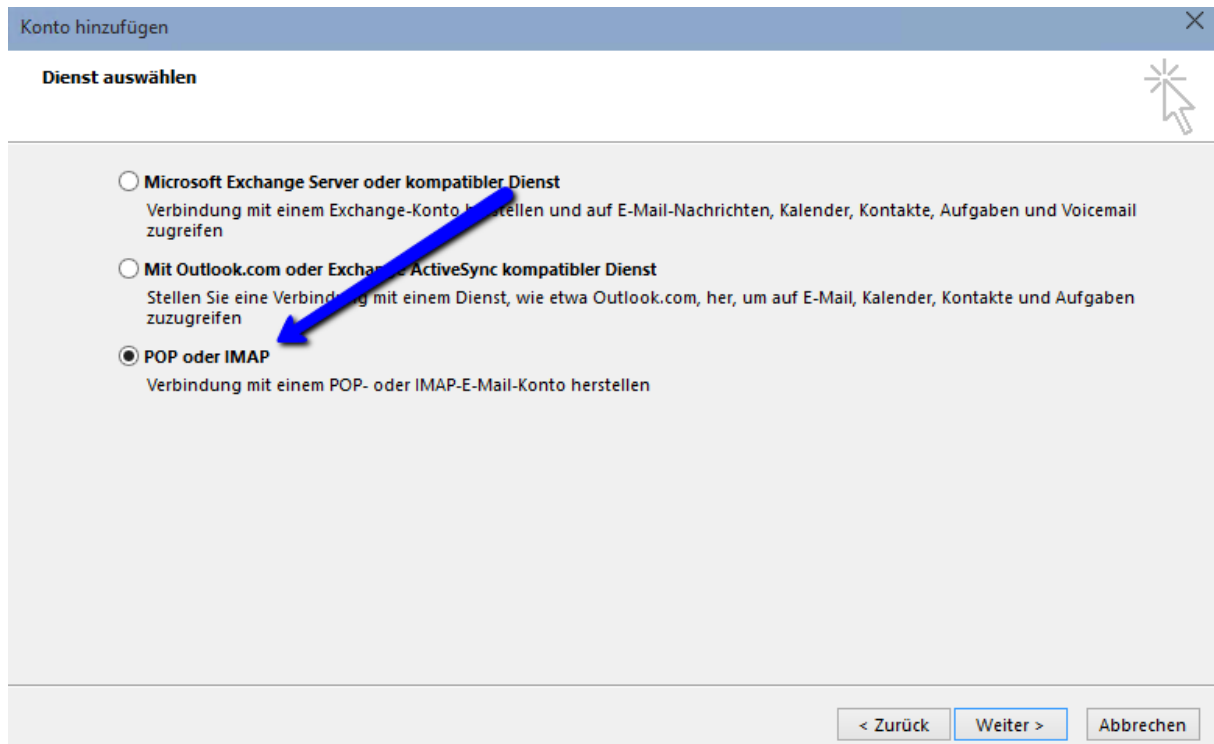 Konto hinzufügen
Dienst auswählen
Microsoft Exchange Server oder kompatibler Dienst
Verbindung mit einem Exchange-Konto stellen und auf E-Mail-Nachrichten, Kalender, Kontakte, Aufgaben und Voicemail
zugreifen
Mit Outlook.com oder Exchange ActiveSync kompatibler Dienst
Stellen Sie eine Verbindung mit einem Dienst, wie etwa Outlook.com, her, um auf E-Mail, Kalender, Kontakte und Aufgaben
zuzugreifen
POP oder IMAP
Verbindung mit einem POP- oder IMAP-E-Mail-Konto herstellen
< Zurück Weiter > Abbrechen